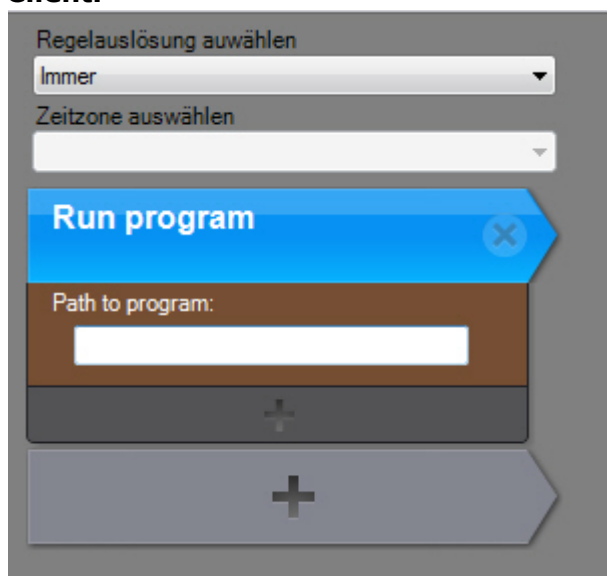 Regelauslösung auwählen
Immer
Zeitzone auswählen
Run program
Path to program: